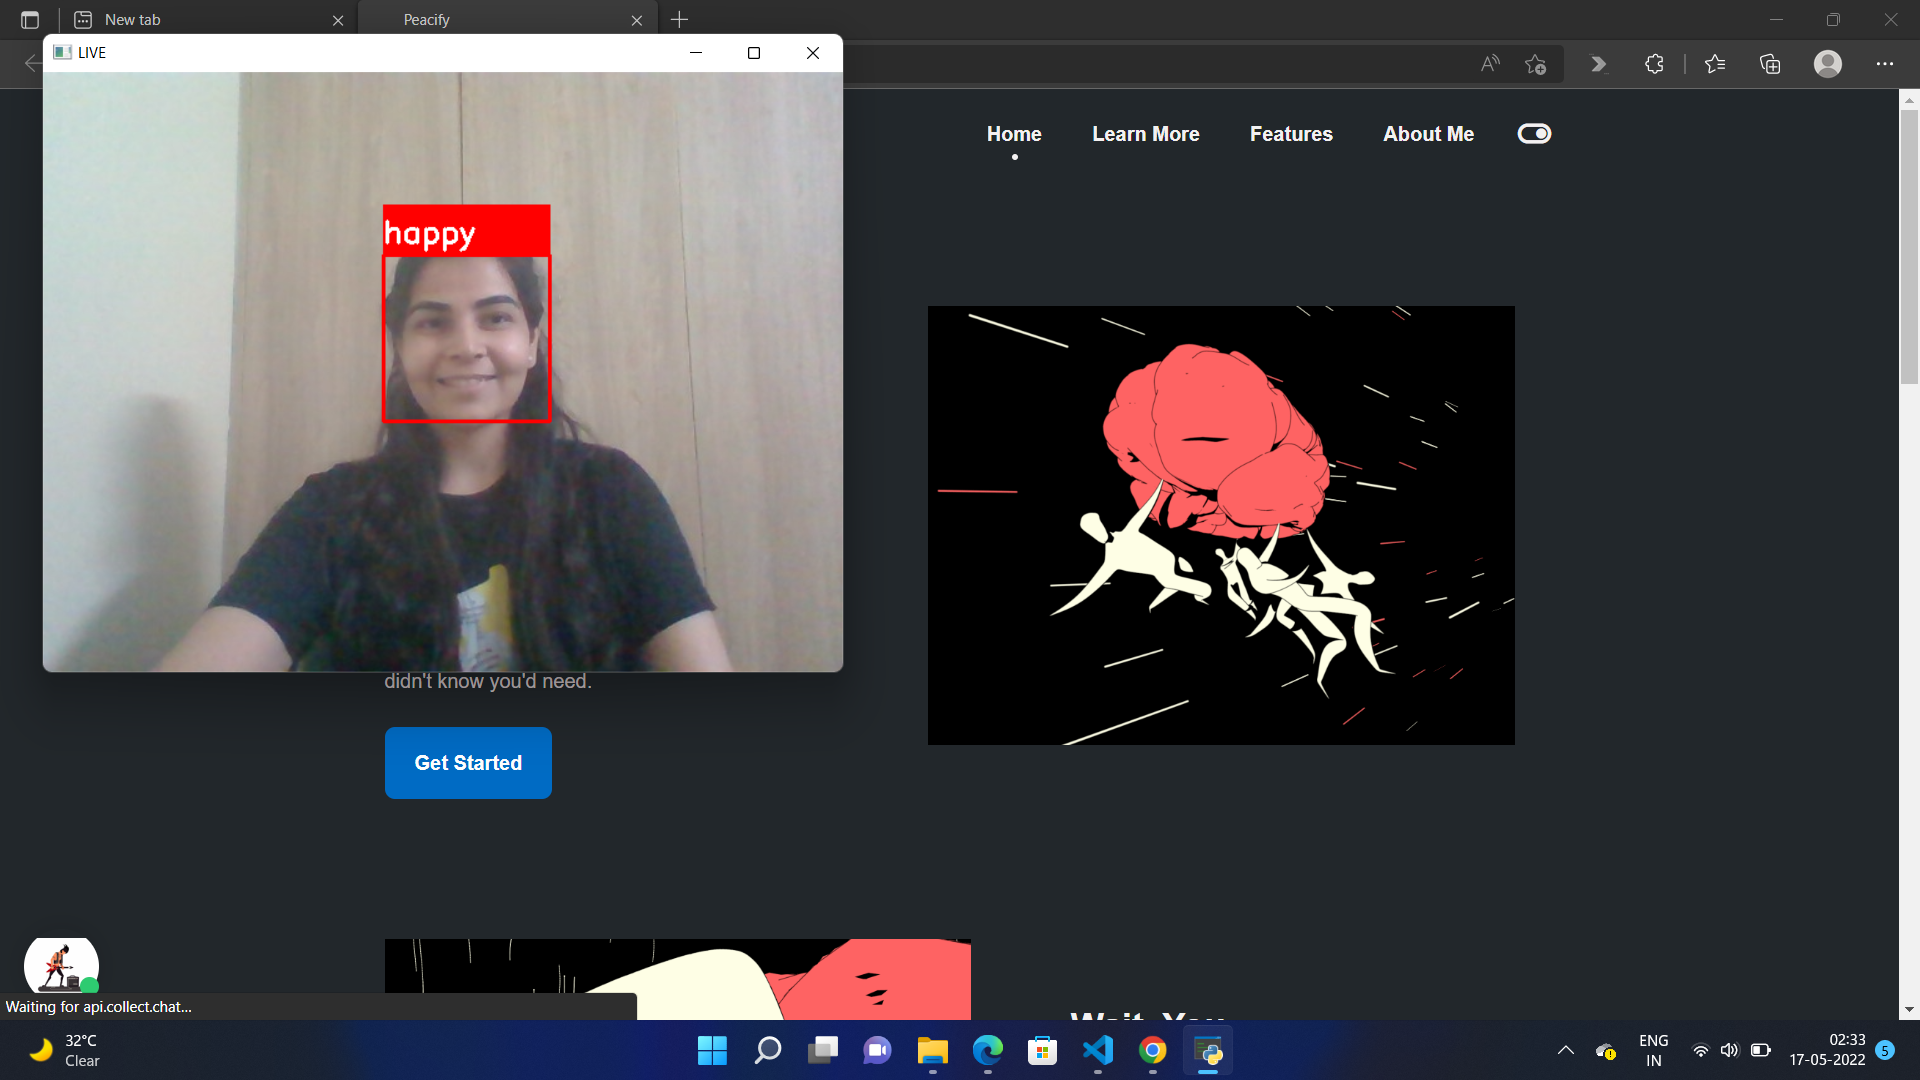 New tab
Peacify
LIVE
Home
Learn More
Features
About Me
happy
didn't know you'd need.
Get Started
Waiting for api.collect.chat...
32°C
Clear
ENG
IN
02:33
17-05-2022
5